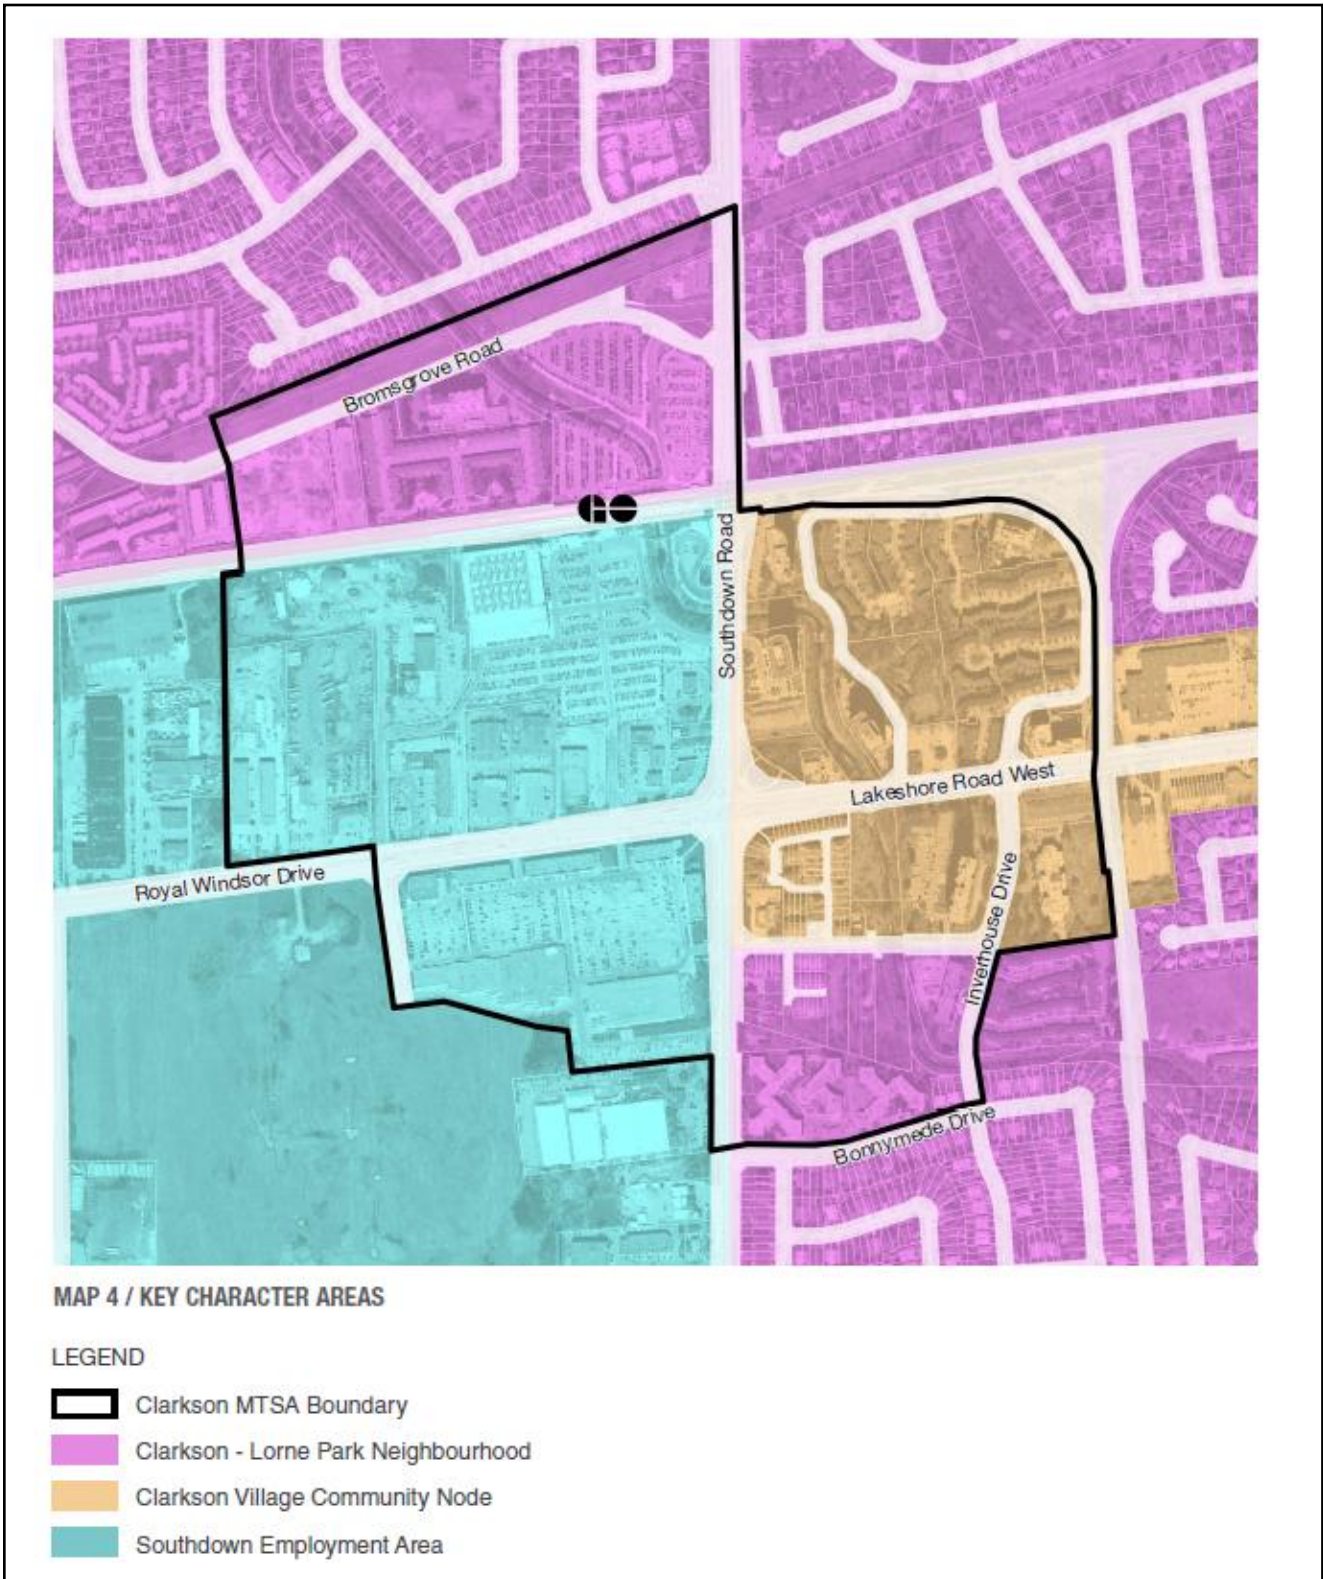 Bromsgrove Road
GO
Southdown Road
Lakeshore Road West
Royal Windsor Drive
Inverhouse Drive
Bonnymede Drive
MAP 4 / KEY CHARACTER AREAS
LEGEND
Clarkson MTSA Boundary
Clarkson - Lorne Park Neighbourhood
Clarkson Village Community Node
Southdown Employment Area